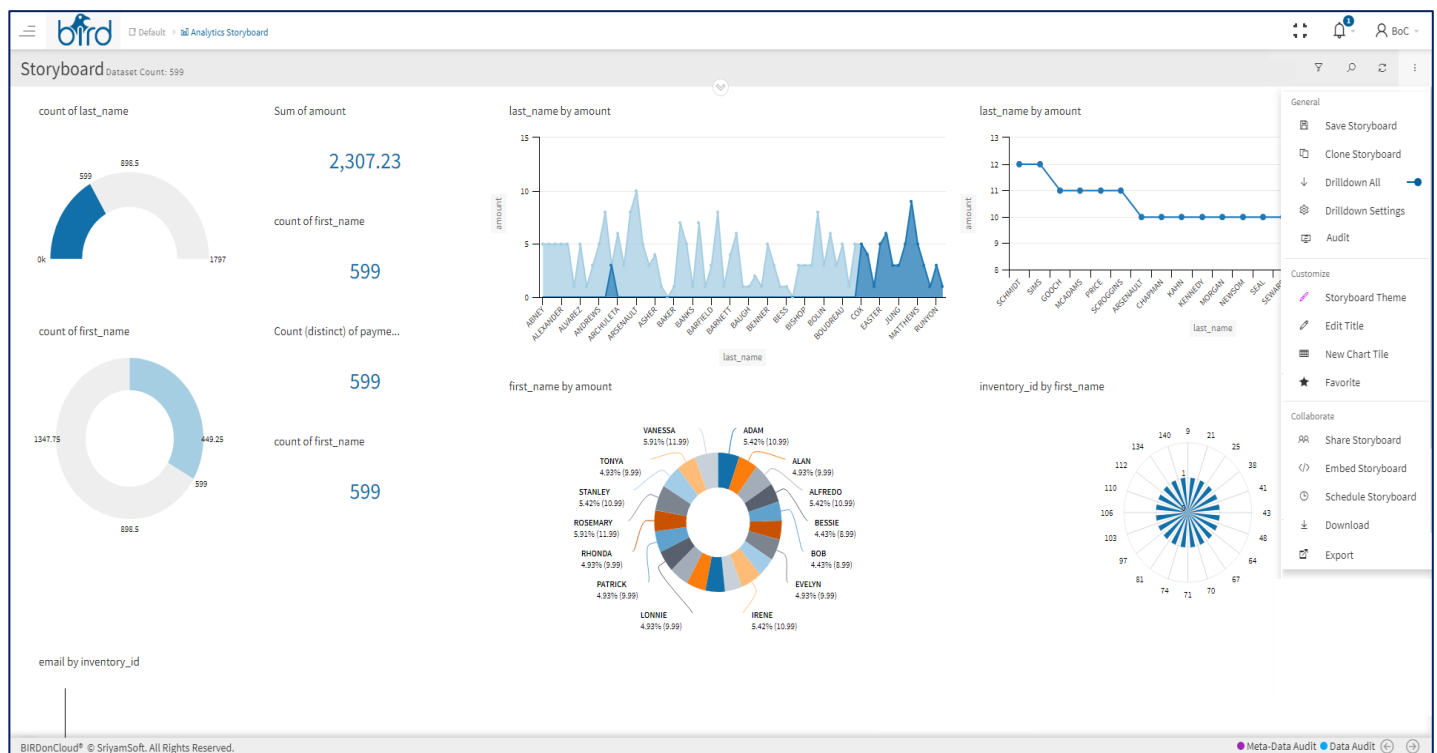 bird
Default
Analytics Storyboard
1
BoC
Storyboard Dataset Count: 599
count of last_name
898.5
599
0k
1797
Sum of amount
2,307.23
count of first_name
599
count of first_name
1347.75
449.25
599
898.5
Count (distinct) of payme...
599
count of first_name
599
last_name by amount
15
10
5
0
amount
ABNEY
ALEXANDER
ALVAREZ
ANDREWS
ARCHULETA
ARSENAULT
ASHER
BAKER
BANKS
BARFIELD
BARNETT
BAUGH
BENNER
BESS
BISHOP
BOLIN
BOUDREAU
COX
EASTER
JUNG
MATTHEWS
RUNYON
last_name
last_name by amount
13
12
11
10
9
8
amount
SCHMIDT
SIMS
GOOCH
MCADAMS
PRICE
SCROGGINS
ARSENAULT
CHAPMAN
KAHN
KENNEDY
MORGAN
NEWSOM
SEAL
SEWARD
last_name
first_name by amount
VANESSA
5.91% (11.99)
ADAM
5.42% (10.99)
TONYA
4.93% (9.99)
ALAN
4.93% (9.99)
STANLEY
5.42% (10.99)
ALFREDO
5.42% (10.99)
ROSEMARY
5.91% (11.99)
BESSIE
4.43% (8.99)
RHONDA
4.93% (9.99)
BOB
4.43% (8.99)
PATRICK
4.93% (9.99)
EVELYN
4.93% (9.99)
LONNIE
4.93% (9.99)
IRENE
5.42% (10.99)
inventory_id by first_name
9
21
25
38
41
43
48
64
67
70
71
74
81
97
103
106
110
112
134
140
1
0
General
Save Storyboard
Clone Storyboard
Drilldown All
Drilldown Settings
Audit
Customize
Storyboard Theme
Edit Title
New Chart Tile
Favorite
Collaborate
Share Storyboard
Embed Storyboard
Schedule Storyboard
Download
Export
email by inventory_id
BIRDonCloud® © SriyamSoft. All Rights Reserved.
Meta-Data Audit
Data Audit